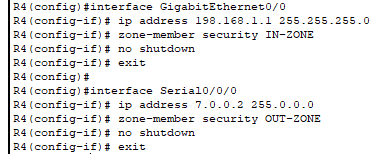 R4(config)#interface GigabitEthernet0/0
R4(config-if)# ip address 198.168.1.1 255.255.255.0
R4(config-if)# zone-member security IN-ZONE
R4(config-if)# no shutdown
R4(config-if)# exit
R4(config)#
R4(config)#interface Serial0/0/0
R4(config-if)# ip address 7.0.0.2 255.0.0.0
R4(config-if)# zone-member security OUT-ZONE
R4(config-if)# no shutdown
R4(config-if)# exit